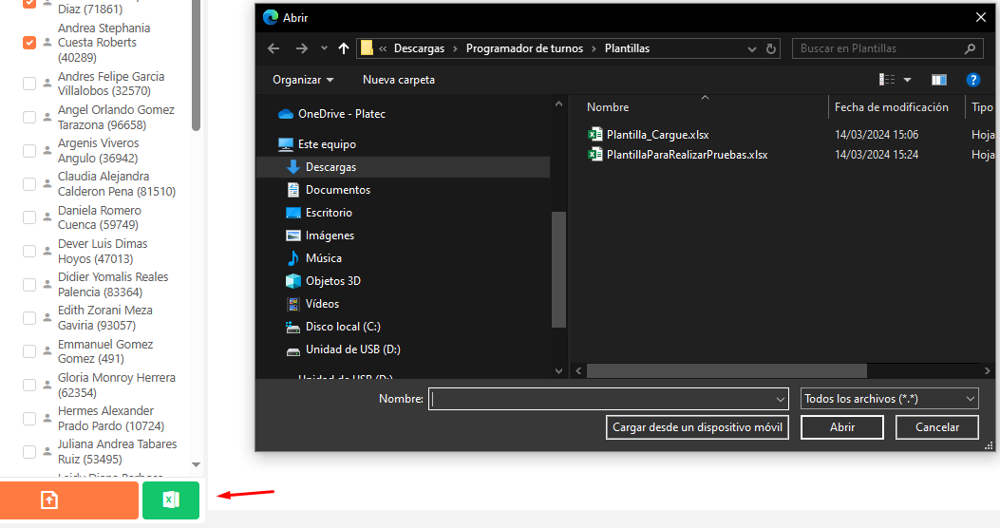 Diaz (71861)
Andrea Stephania
Cuesta Roberts
(40289)
Andres Felipe Garcia
Villalobos (32570)
Angel Orlando Gomez
Tarazona (96658)
Argenis Viveros
Angulo (36942)
Claudia Alejandra
Calderon Pena (81510)
Daniela Romero
Cuenca (59749)
Dever Luis Dimas
Hoyos (47013)
Didier Yomalis Reales
Palencia (83364)
Edith Zorani Meza
Gaviria (93057)
Emmanuel Gomez
Gomez (491)
Gloria Monroy Herrera
(62354)
Hermes Alexander
Prado Pardo (10724)
Juliana Andrea Tabares
Ruiz (53495)
Abrir
« Descargas > Programador de turnos > Plantillas
Buscar en Plantillas
Organizar
Nueva carpeta
OneDrive - Platec
Este equipo
Descargas
Documentos
Escritorio
Imágenes
Música
Objetos 3D
Vídeos
Disco local (C:)
Unidad de USB (D:)
Unidad de USB (D:)
Nombre Fecha de modificación Tipo
Plantilla_Cargue.xlsx 14/03/2024 15:06 Hoja
PlantillaParaRealizarPruebas.xlsx 14/03/2024 15:24 Hoja
Nombre:
Todos los archivos (*.*)
Cargar desde un dispositivo móvil
Abrir
Cancelar